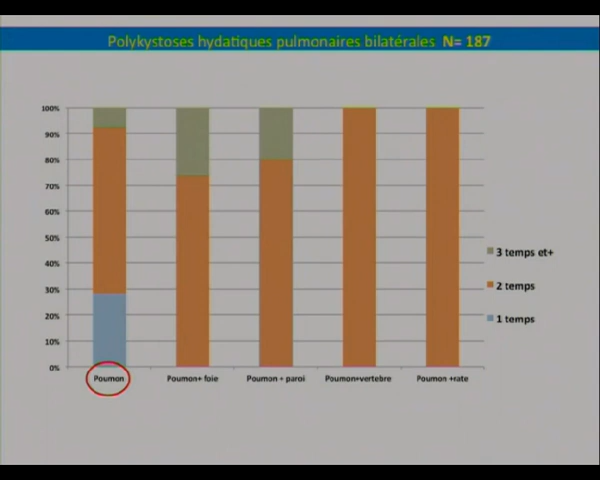 Polykystoses hydatiques pulmonaires bilatérales N= 187
100%
90%
80%
70%
60%
50%
40%
30%
20%
10%
0%
Poumon
Poumon+ foie
Poumon + paroi
Poumon+vertebre
Poumon +rate
3 temps et+
2 temps
1 temps